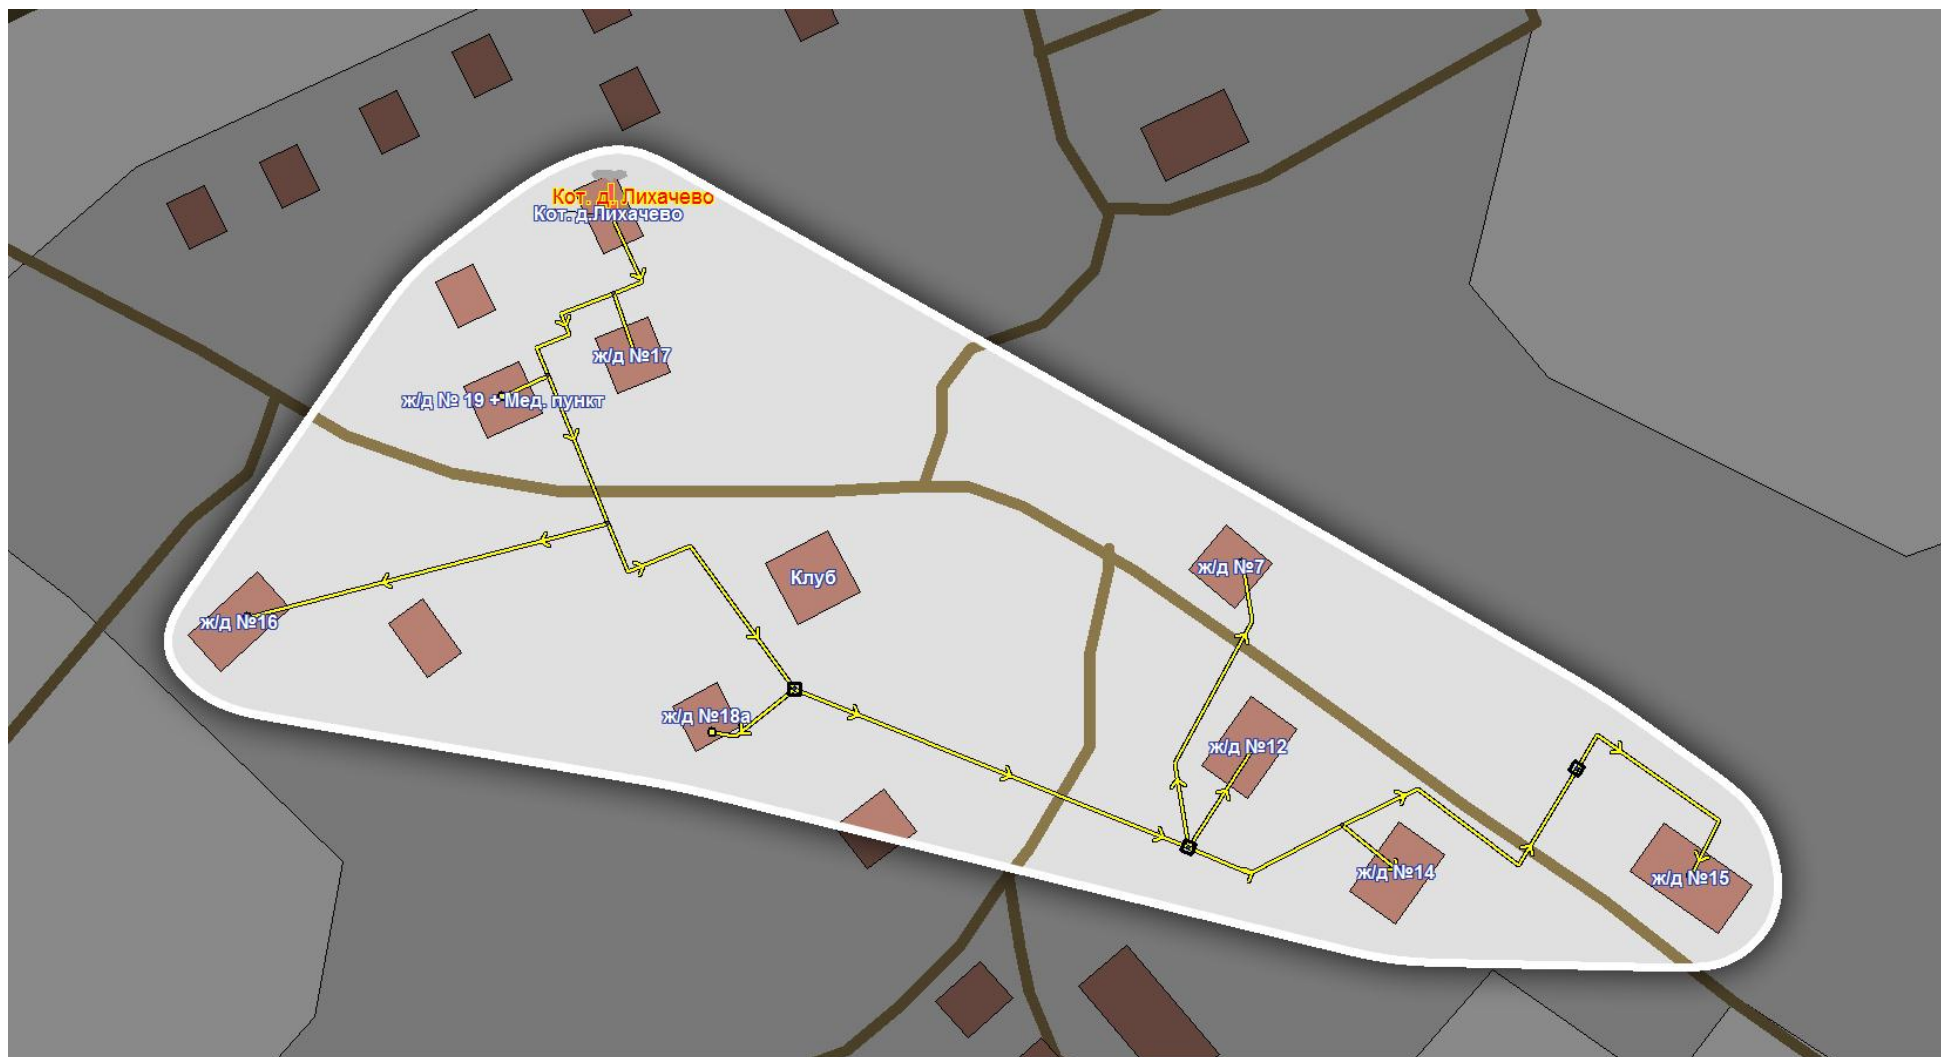 Кот. д. Лихачево
Кот. д.Лихачево
ж/д №17
ж/д № 19 + Мед. пункт
ж/д №7
Клуб
ж/д №16
ж/д №18а
ж/д №12
ж/д №14
ж/д №15